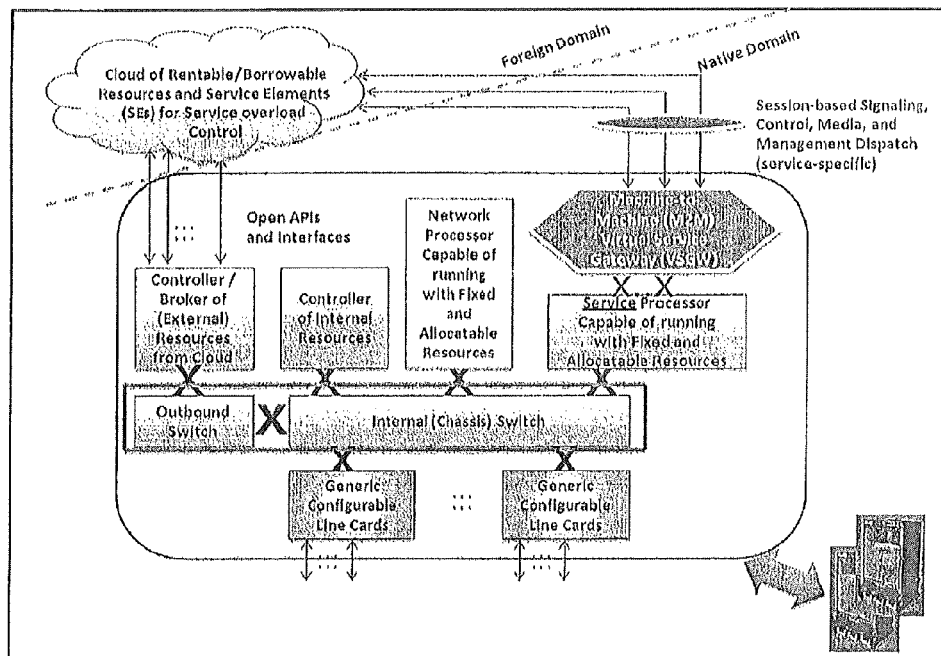 Foreign Domain
Native Domain
Cloud of Rentable/Borrowable
Resources and Service Elements
(SEs) for Service overload
Control
Session-based Signaling,
Control, Media, and
Management Dispatch
(service-specific)
Open APIs
and Interfaces
Network
Processor
Capable of
running
with Fixed
and
Allocatable
Resources
Machine-to
Machine (M2M)
Virtual Service
Gateway (VSGW)
Controller /
Broker of
(External)
Resources
from Cloud
Controller
of Internal
Resources
Service Processor
Capable of running
with Fixed and
Allocatable Resources
Outbound
Switch
X
Internal (Chassis) Switch
Generic
Configurable
Line Cards
Generic
Configurable
Line Cards